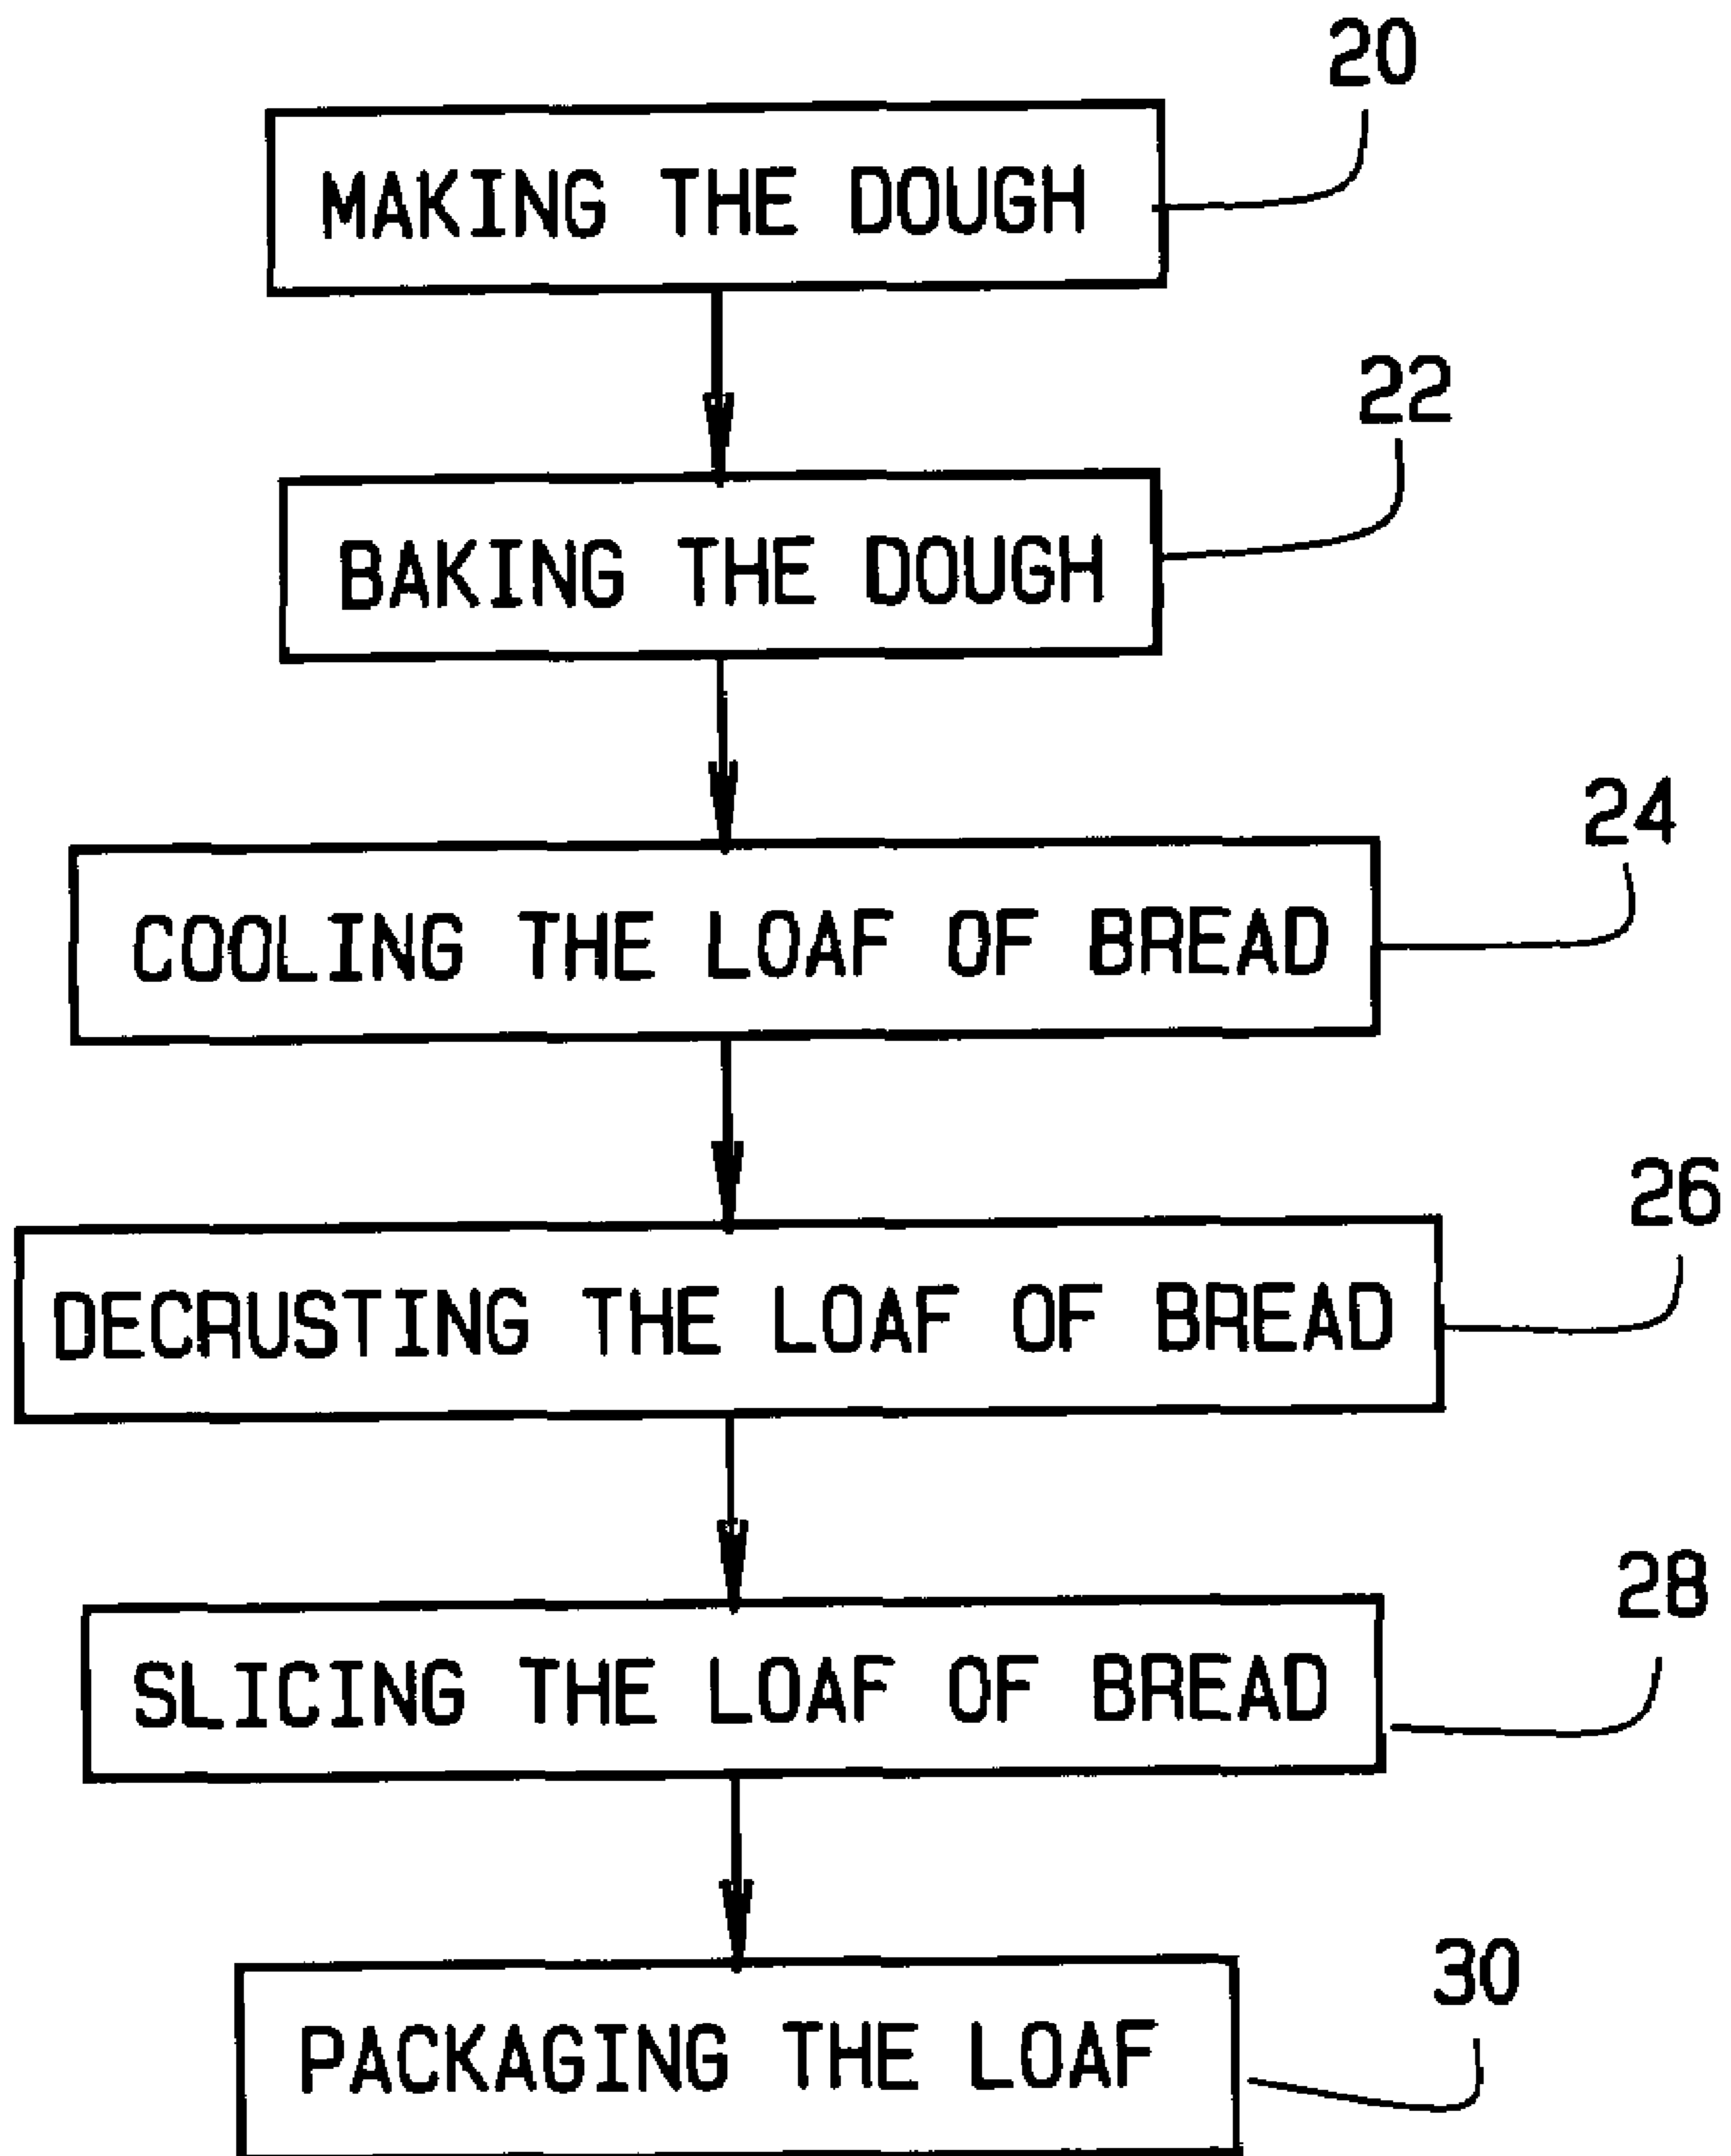 20
MAKING THE DOUGH
22
BAKING THE DOUGH
24
COOLING THE LOAF OF BREAD
26
DECRUSTING THE LOAF OF BREAD
28
SLICING THE LOAF OF BREAD
30
PACKAGING THE LOAF